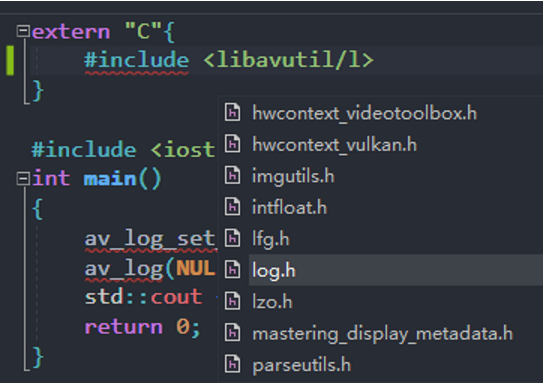 extern "C"{
#include <libavutil/l>
}
#include <iost
int main()
{
av_log_set_
av_log(NUL
std::cout
return 0;
}
hwcontext_videotoolbox.h
hwcontext_vulkan.h
imgutils.h
intfloat.h
lfg.h
log.h
lzo.h
mastering_display_metadata.h
parseutils.h